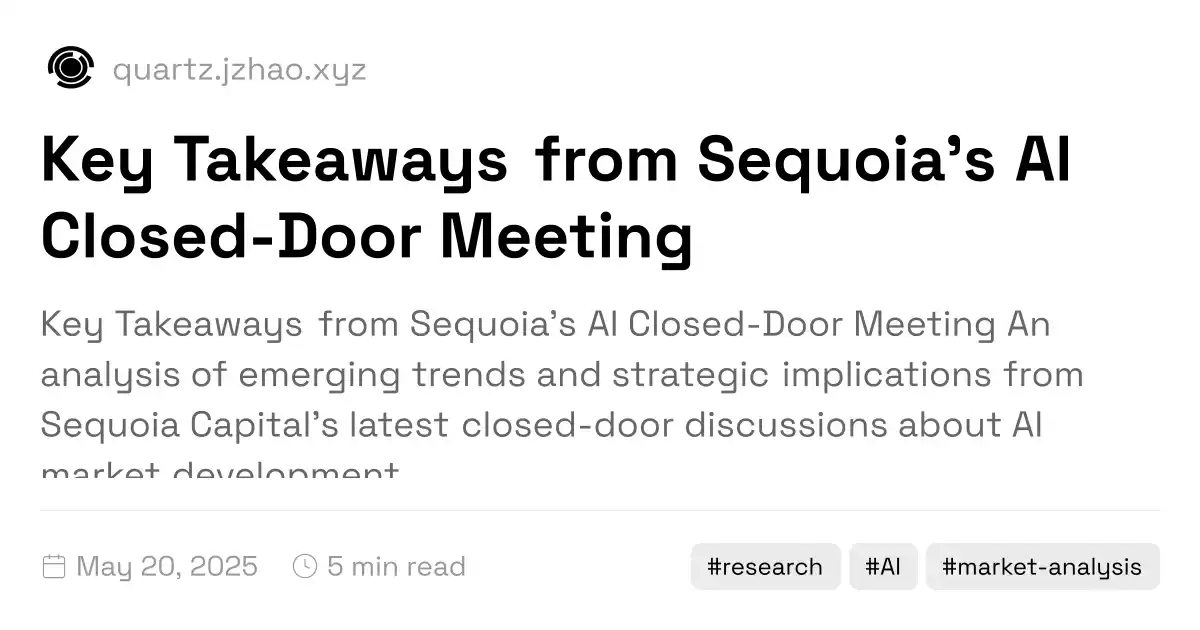 quartz.jzhao.xyz
Key Takeaways from Sequoia's AI
Closed-Door Meeting
Key Takeaways from Sequoia's AI Closed-Door Meeting An
analysis of emerging trends and strategic implications from
Sequoia Capital's latest closed-door discussions about AI
market development
May 20, 2025 5 min read #research #AI #market-analysis